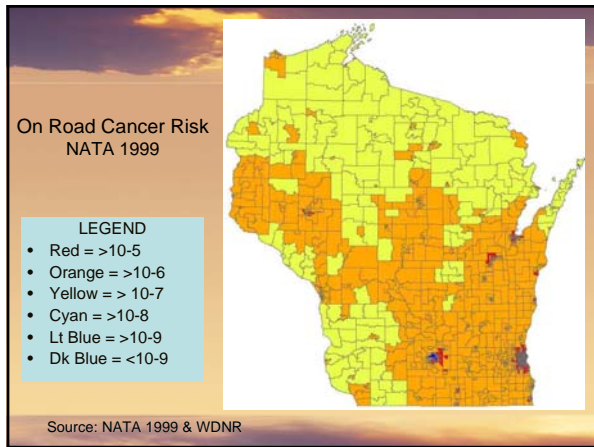 On Road Cancer Risk
NATA 1999
LEGEND
• Red = >10-5
• Orange = >10-6
• Yellow = > 10-7
• Cyan = >10-8
• Lt Blue = >10-9
• Dk Blue = <10-9
Source: NATA 1999 & WDNR